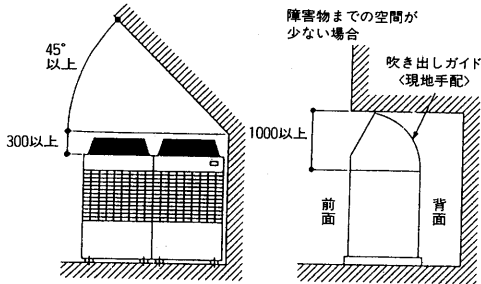 45°
以上
300以上
障害物までの空間が
少ない場合
吹き出しガイド
<現地手配>
1000以上
前面
背面